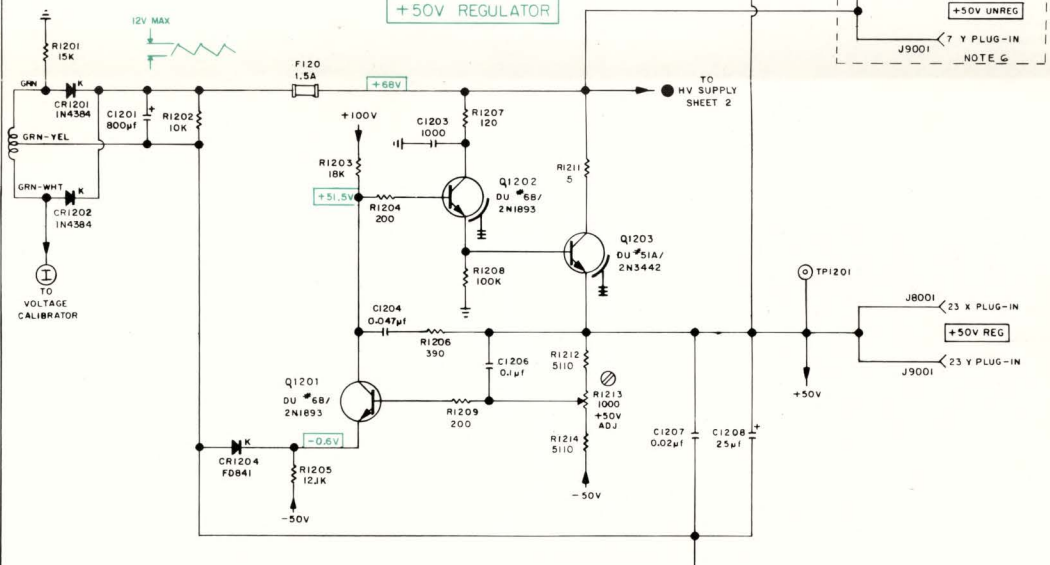 +50V REGULATOR
12V MAX
R1201
15K
GRN
K
CR1201
1N4384
C1201
800µf
+
R1202
10K
GRN-YEL
GRN-WHT
K
CR1202
1N4384
I
TO
VOLTAGE
CALIBRATOR
F120
1.5A
+68V
+100V
R1203
18K
+51.5V
R1204
200
C1203
1000
R1207
120
Q1202
DU #68/
2N1893
R1208
100K
R1211
5
Q1203
DU #51A/
2N3442
TO
HV SUPPLY
SHEET 2
+50V UNREG
7 Y PLUG-IN
J9001
NOTE 6
C1204
0.047µf
R1206
390
C1206
0.1µf
Q1201
DU #68/
2N1893
R1209
200
R1212
5110
R1213
1000
+50V
ADJ
R1214
5110
-50V
K
CR1204
FD841
-0.6V
R1205
12.1K
-50V
C1207
0.02µf
C1208
25µf
+
TP1201
+50V
J8001
23 X PLUG-IN
+50V REG
23 Y PLUG-IN
J9001